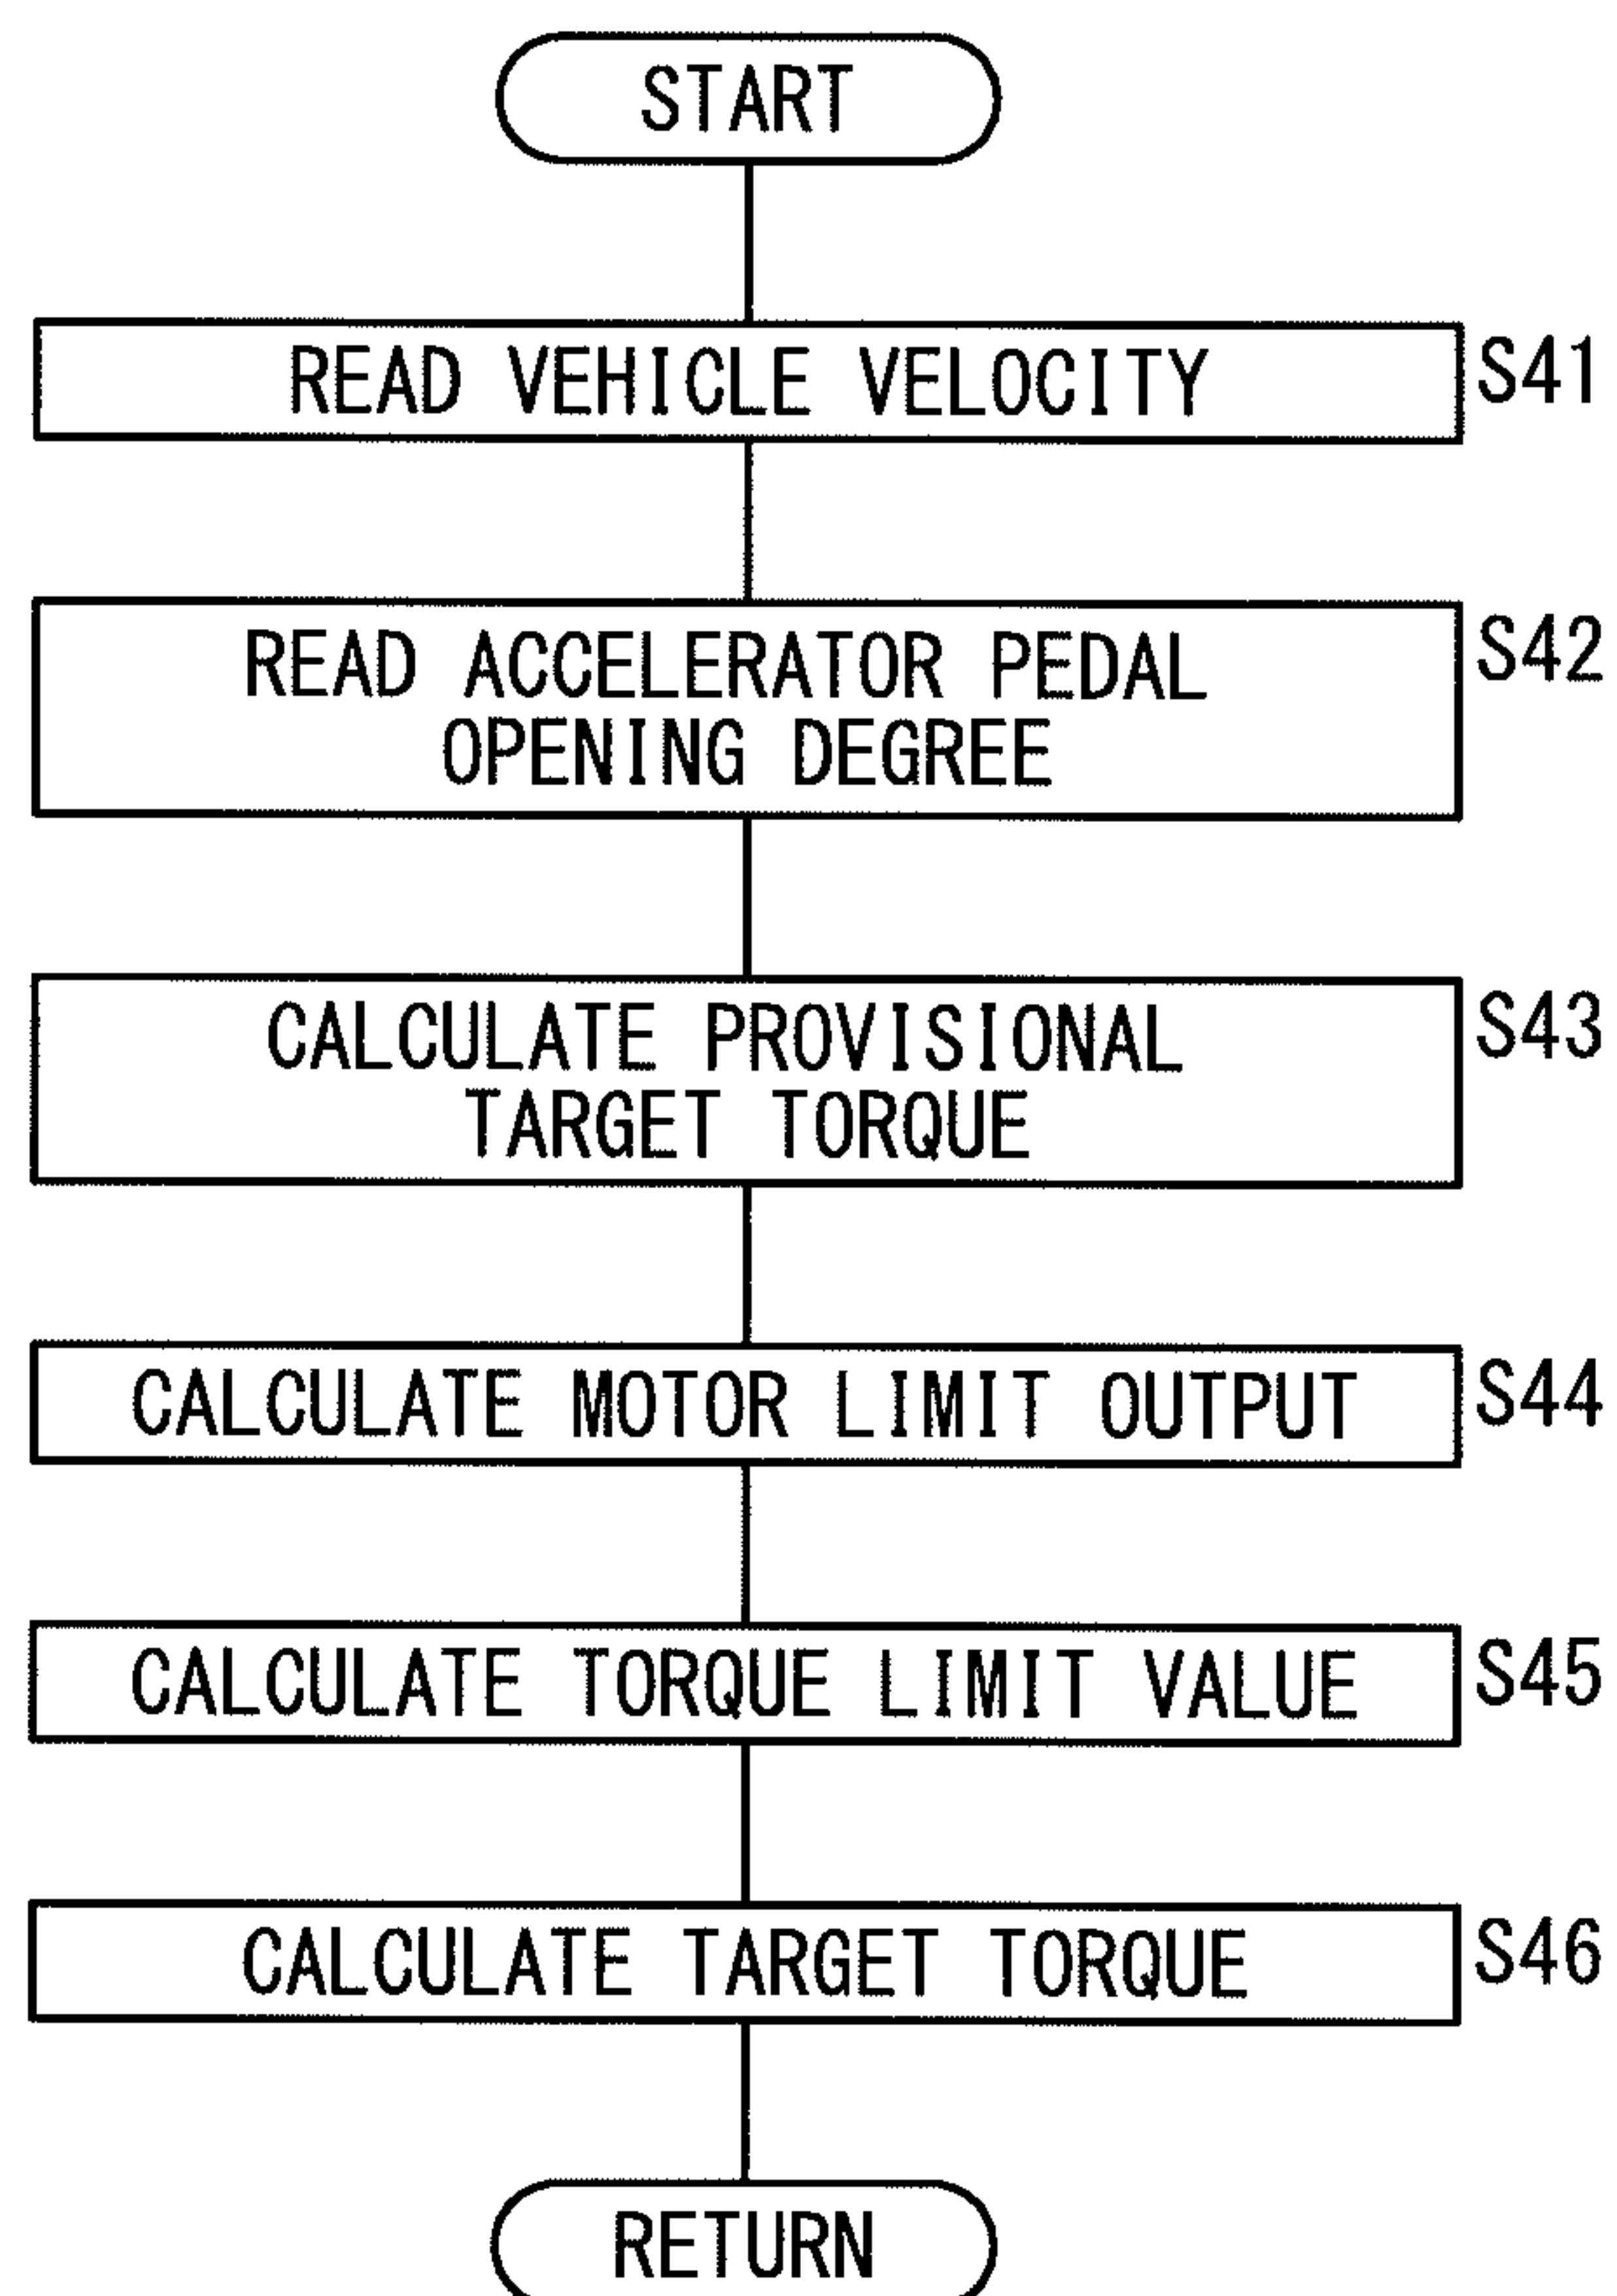 START
READ VEHICLE VELOCITY
S41
READ ACCELERATOR PEDAL
OPENING DEGREE
S42
CALCULATE PROVISIONAL
TARGET TORQUE
S43
CALCULATE MOTOR LIMIT OUTPUT
S44
CALCULATE TORQUE LIMIT VALUE
S45
CALCULATE TARGET TORQUE
S46
RETURN